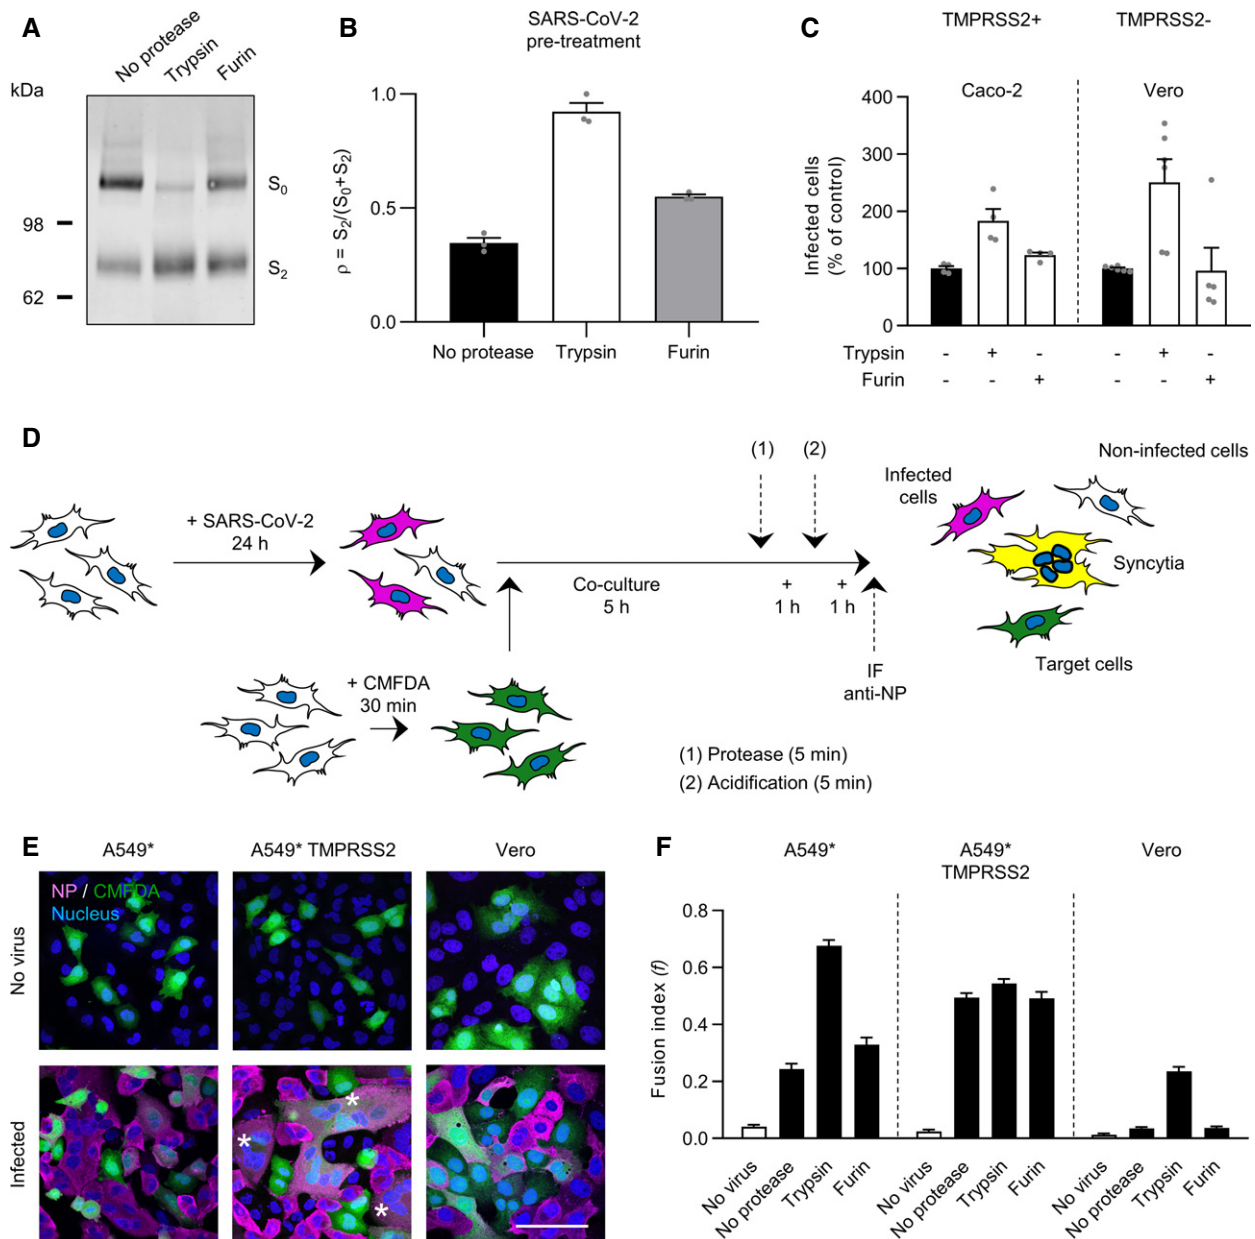 A
No protease
Trypsin
Furin
kDa
98
62
S0
S2
B
SARS-CoV-2
pre-treatment
ρ = S2/(S0+S2)
1.0
0.5
0.0
No protease
Trypsin
Furin
C
TMPRSS2+
TMPRSS2-
Caco-2
Vero
Infected cells
(% of control)
400
300
200
100
0
Trypsin - + - - + -
Furin - - + - - +
D
+ SARS-CoV-2
24 h
+ CMFDA
30 min
Co-culture
5 h
(1)
(2)
+
1 h
+
1 h
IF
anti-NP
(1) Protease (5 min)
(2) Acidification (5 min)
Infected
cells
Non-infected cells
Syncytia
Target cells
E
A549*
A549* TMPRSS2
Vero
No virus
NP / CMFDA
Nucleus
Infected
*
*
*
F
A549*
A549*
TMPRSS2
Vero
Fusion index (f)
0.8
0.6
0.4
0.2
0.0
No virus
No protease
Trypsin
Furin
No virus
No protease
Trypsin
Furin
No virus
No protease
Trypsin
Furin